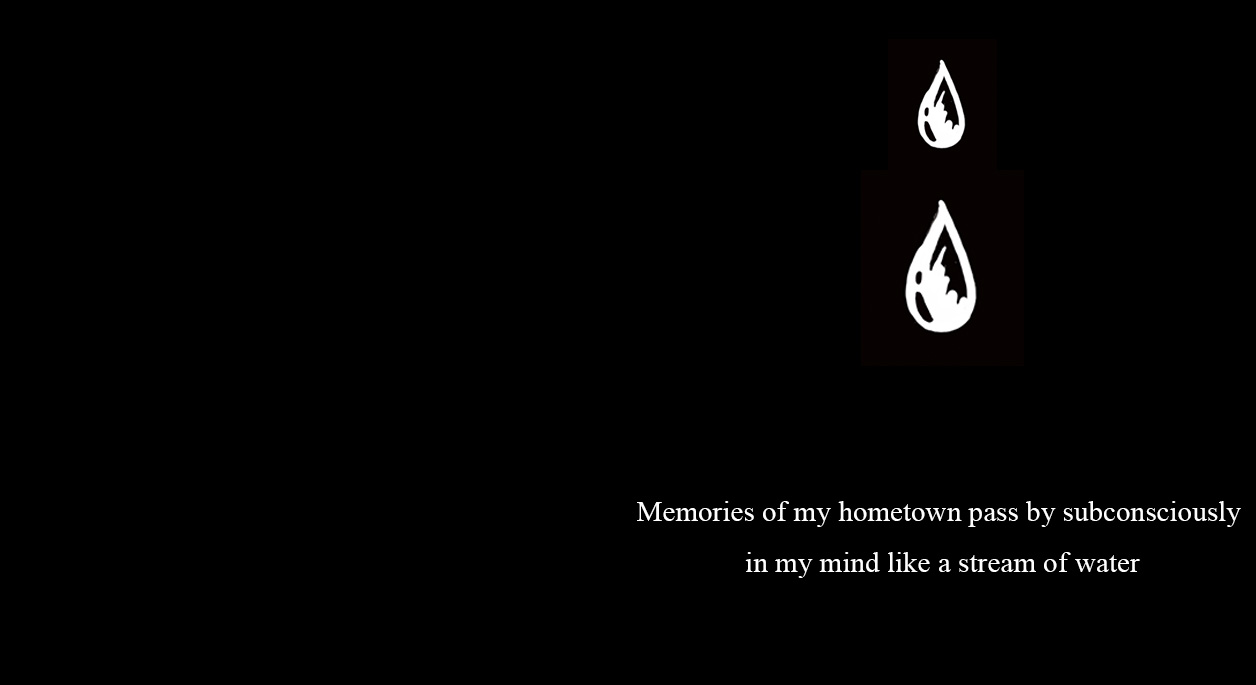 Memories of my hometown pass by subconsciously
in my mind like a stream of water